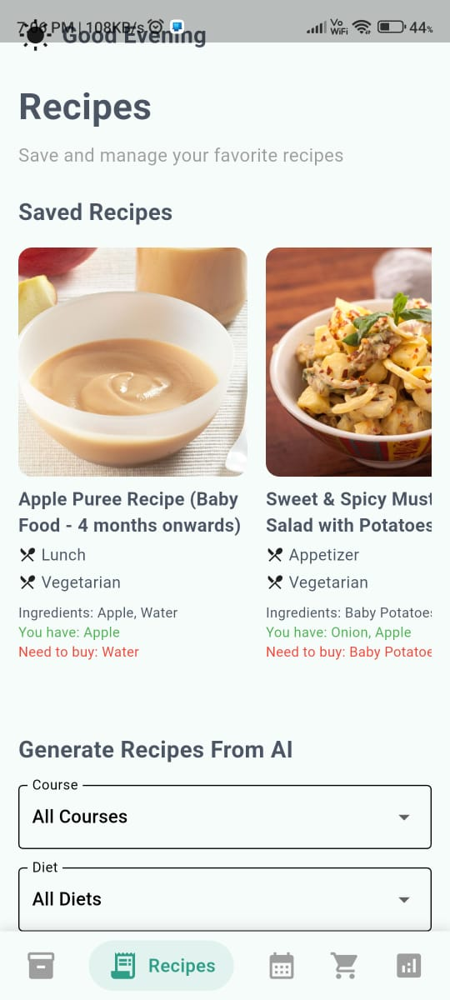 7:06 PM | 108KB/s
Vo
WiFi
44%
Good Evening
Recipes
Save and manage your favorite recipes
Saved Recipes
Apple Puree Recipe (Baby
Food - 4 months onwards)
Lunch
Vegetarian
Ingredients: Apple, Water
You have: Apple
Need to buy: Water
Sweet & Spicy Must
Salad with Potatoes
Appetizer
Vegetarian
Ingredients: Baby Potatoes
You have: Onion, Apple
Need to buy: Baby Potatoe
Generate Recipes From AI
Course
All Courses
Diet
All Diets
Recipes